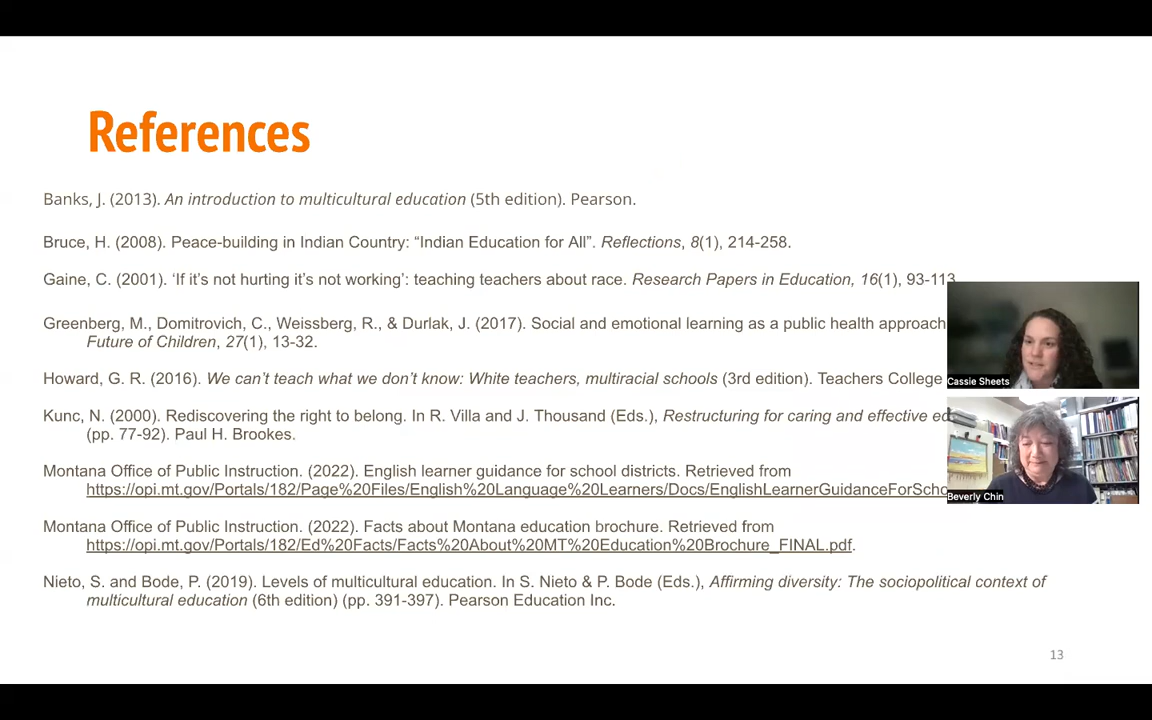 References
Banks, J. (2013). An introduction to multicultural education (5th edition). Pearson.
Bruce, H. (2008). Peace-building in Indian Country: “Indian Education for All”. Reflections, 8(1), 214-258.
Gaine, C. (2001). ‘If it’s not hurting it’s not working’: teaching teachers about race. Research Papers in Education, 16(1), 93-113.
Greenberg, M., Domitrovich, C., Weissberg, R., & Durlak, J. (2017). Social and emotional learning as a public health approach
Future of Children, 27(1), 13-32.
Howard, G. R. (2016). We can’t teach what we don’t know: White teachers, multiracial schools (3rd edition). Teachers College
Cassie Sheets
Kunc, N. (2000). Rediscovering the right to belong. In R. Villa and J. Thousand (Eds.), Restructuring for caring and effective
(pp. 77-92). Paul H. Brookes.
Montana Office of Public Instruction. (2022). English learner guidance for school districts. Retrieved from
https://opi.mt.gov/Portals/182/Page%20Files/English%20Language%20Learners/Docs/EnglishLearnerGuidanceForScho
Beverly Chin
Montana Office of Public Instruction. (2022). Facts about Montana education brochure. Retrieved from
https://opi.mt.gov/Portals/182/Ed%20Facts/Facts%20About%20MT%20Education%20Brochure_FINAL.pdf.
Nieto, S. and Bode, P. (2019). Levels of multicultural education. In S. Nieto & P. Bode (Eds.), Affirming diversity: The sociopolitical context of
multicultural education (6th edition) (pp. 391-397). Pearson Education Inc.
13